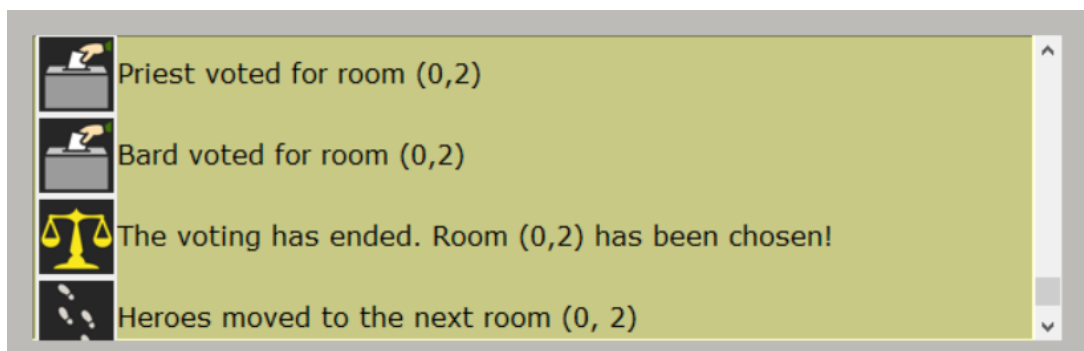 Priest voted for room (0,2)
Bard voted for room (0,2)
The voting has ended. Room (0,2) has been chosen!
Heroes moved to the next room (0, 2)